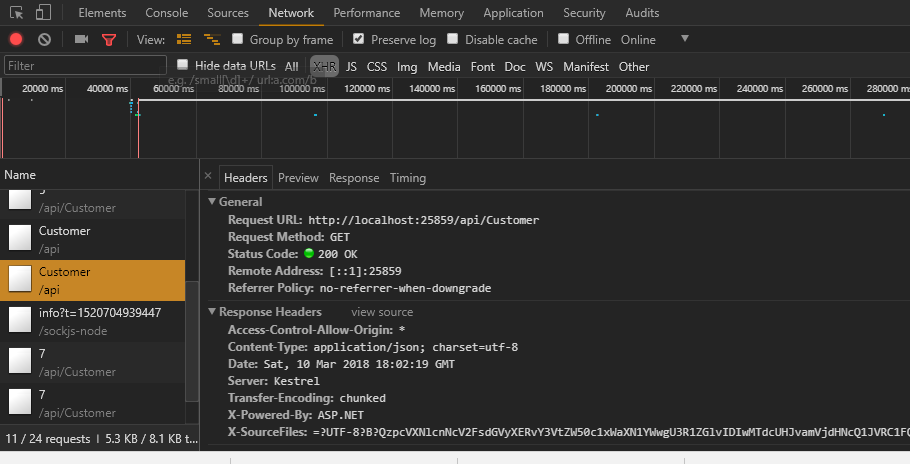 Elements Console Sources Network Performance Memory Application Security Audits
View: Group by frame Preserve log Disable cache Offline Online
Filter Hide data URLs All XHR JS CSS Img Media Font Doc WS Manifest Other
e.g. /small[\d]+/ url:a.com/b
20000 ms 40000 ms 60000 ms 80000 ms 100000 ms 120000 ms 140000 ms 160000 ms 180000 ms 200000 ms 220000 ms 240000 ms 260000 ms 280000 ms
Name
/api/Customer
Customer
/api
Customer
/api
info?t=1520704939447
/sockjs-node
7
/api/Customer
7
/api/Customer
11 / 24 requests | 5.3 KB / 8.1 KB t...
Headers Preview Response Timing
General
Request URL: http://localhost:25859/api/Customer
Request Method: GET
Status Code: 200 OK
Remote Address: [::1]:25859
Referrer Policy: no-referrer-when-downgrade
Response Headers view source
Access-Control-Allow-Origin: *
Content-Type: application/json; charset=utf-8
Date: Sat, 10 Mar 2018 18:02:19 GMT
Server: Kestrel
Transfer-Encoding: chunked
X-Powered-By: ASP.NET
X-SourceFiles: